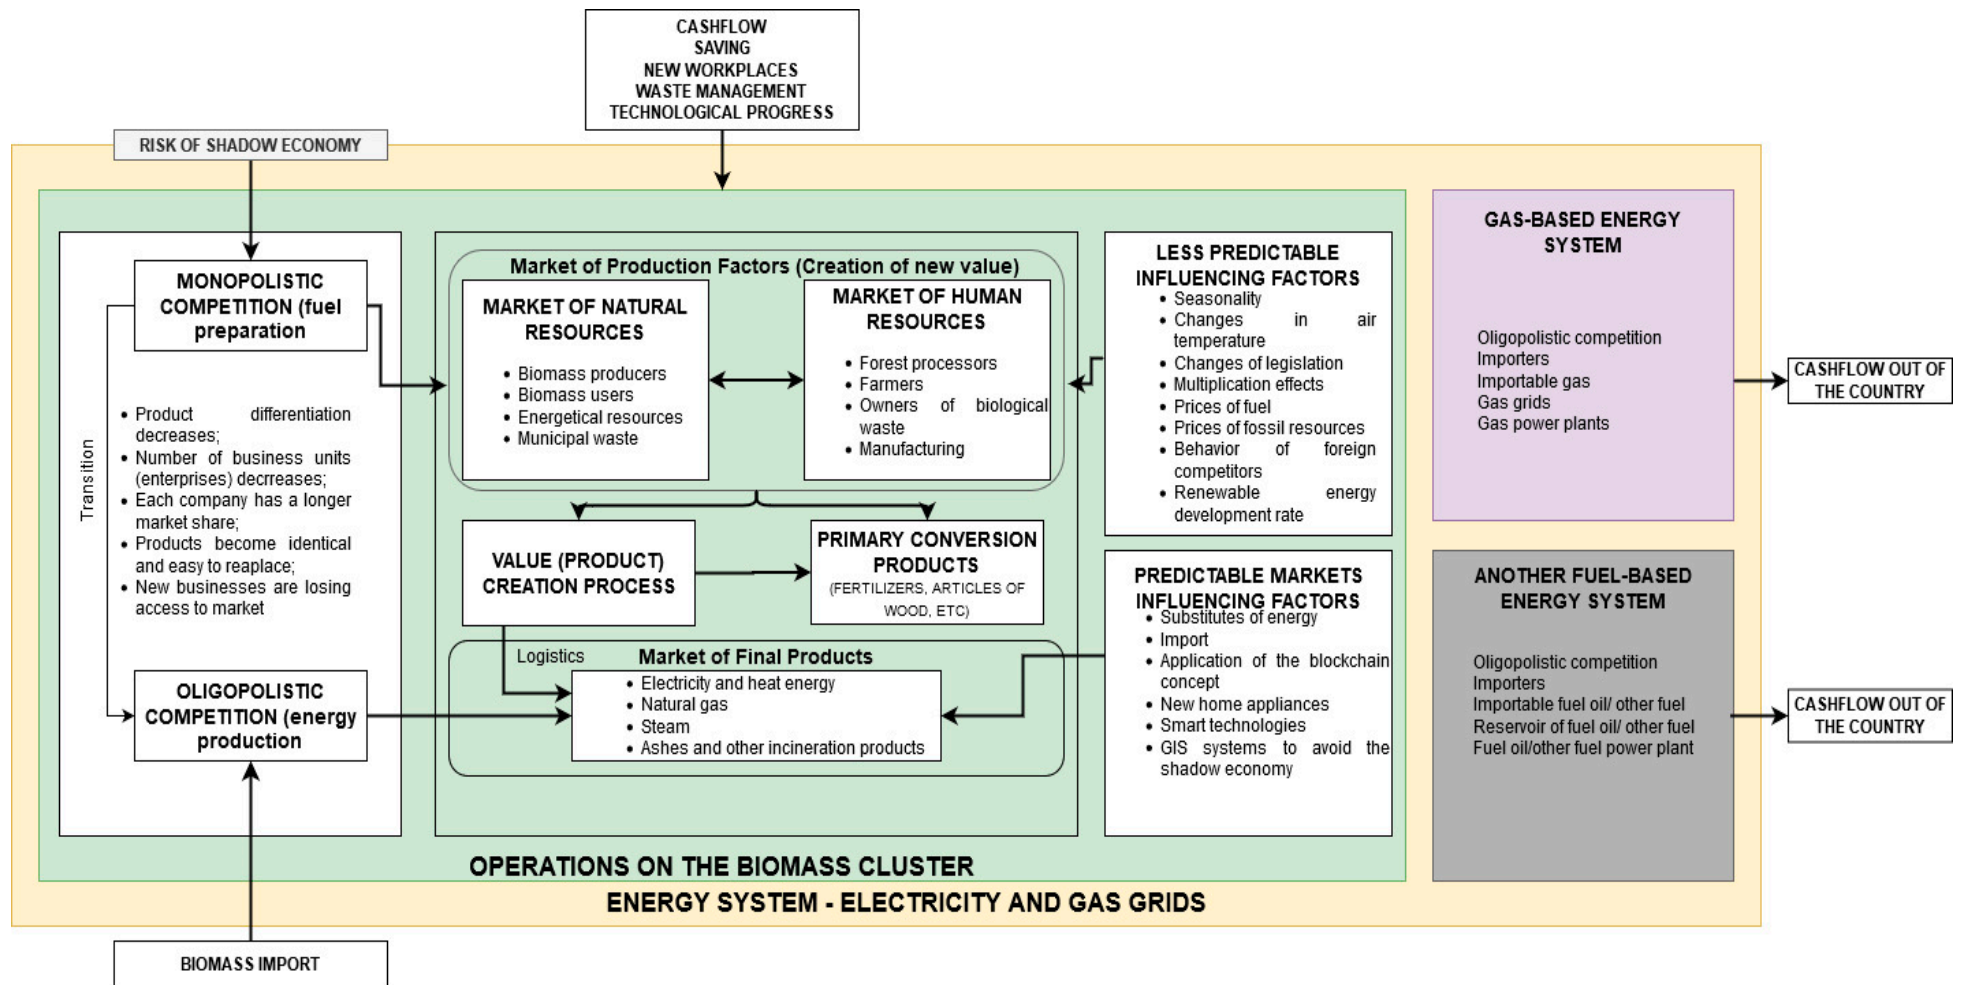 CASHFLOW
SAVING
NEW WORKPLACES
WASTE MANAGEMENT
TECHNOLOGICAL PROGRESS
RISK OF SHADOW ECONOMY
MONOPOLISTIC
COMPETITION (fuel
preparation
Transition
• Product differentiation
decreases;
• Number of business units
(enterprises) decrreases;
• Each company has a longer
market share;
• Products become identical
and easy to reaplace;
• New businesses are losing
access to market
OLIGOPOLISTIC
COMPETITION (energy
production
BIOMASS IMPORT
Market of Production Factors (Creation of new value)
MARKET OF NATURAL
RESOURCES
• Biomass producers
• Biomass users
• Energetical resources
• Municipal waste
MARKET OF HUMAN
RESOURCES
• Forest processors
• Farmers
• Owners of biological
waste
• Manufacturing
VALUE (PRODUCT)
CREATION PROCESS
PRIMARY CONVERSION
PRODUCTS
(FERTILIZERS, ARTICLES OF
WOOD, ETC)
Logistics
Market of Final Products
• Electricity and heat energy
• Natural gas
• Steam
• Ashes and other incineration products
LESS PREDICTABLE
INFLUENCING FACTORS
• Seasonality
• Changes in air
temperature
• Changes of legislation
• Multiplication effects
• Prices of fuel
• Prices of fossil resources
• Behavior of foreign
competitors
• Renewable energy
development rate
PREDICTABLE MARKETS
INFLUENCING FACTORS
• Substitutes of energy
• Import
• Application of the blockchain
concept
• New home appliances
• Smart technologies
• GIS systems to avoid the
shadow economy
OPERATIONS ON THE BIOMASS CLUSTER
ENERGY SYSTEM - ELECTRICITY AND GAS GRIDS
GAS-BASED ENERGY
SYSTEM
Oligopolistic competition
Importers
Importable gas
Gas grids
Gas power plants
CASHFLOW OUT OF
THE COUNTRY
ANOTHER FUEL-BASED
ENERGY SYSTEM
Oligopolistic competition
Importers
Importable fuel oil/ other fuel
Reservoir of fuel oil/ other fuel
Fuel oil/other fuel power plant
CASHFLOW OUT OF
THE COUNTRY